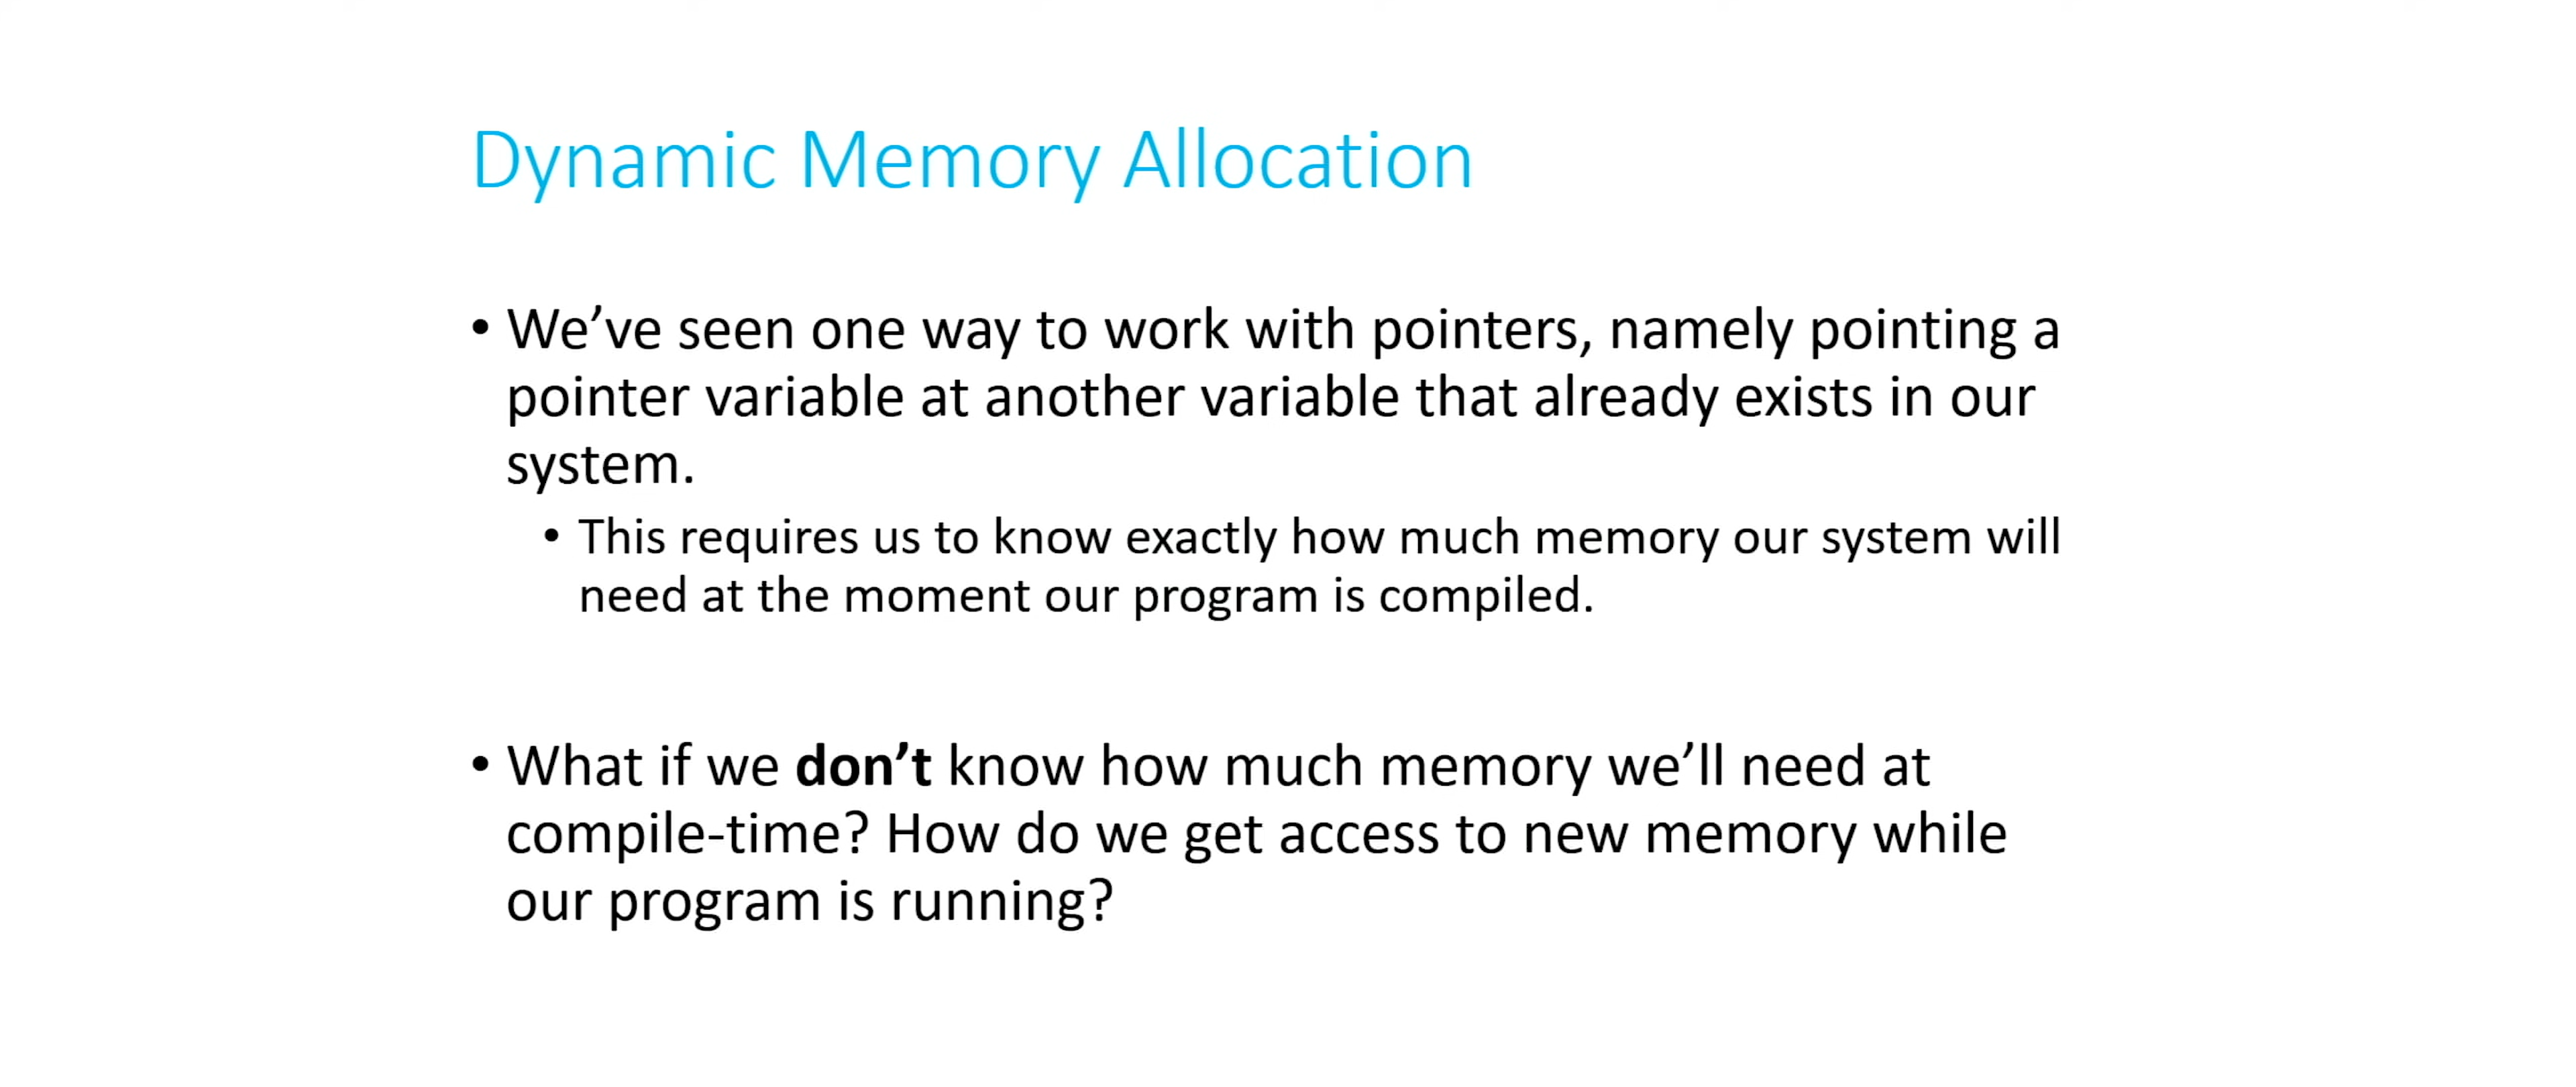 Dynamic Memory Allocation
• We’ve seen one way to work with pointers, namely pointing a
pointer variable at another variable that already exists in our
system.
• This requires us to know exactly how much memory our system will
need at the moment our program is compiled.
• What if we don’t know how much memory we’ll need at
compile-time? How do we get access to new memory while
our program is running?